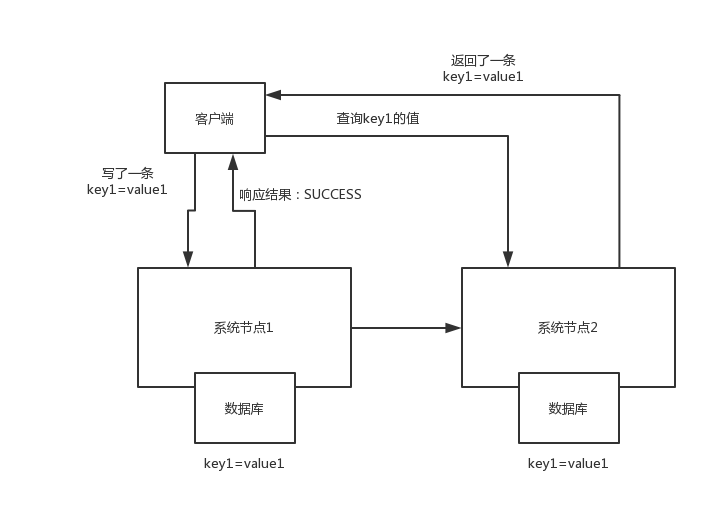 返回了一条
key1=value1
客户端
查询key1的值
写了一条
key1=value1
响应结果：SUCCESS
系统节点1
系统节点2
数据库
数据库
key1=value1
key1=value1